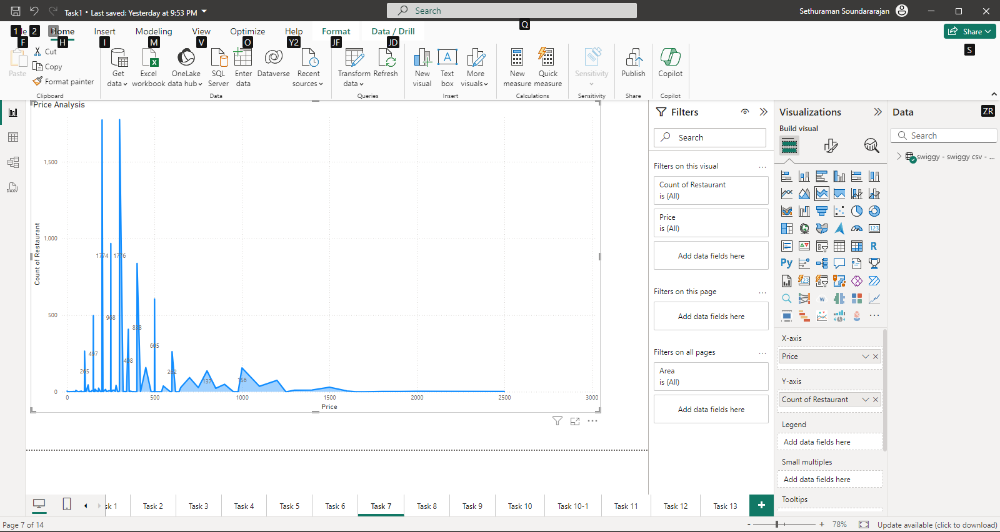 Task1 • Last saved: Yesterday at 9:53 PM
Search
Sethuraman Soundararajan
1
2
Home
Insert
Modeling
View
Optimize
Help
Format
Data / Drill
Q
Share
F
H
I
M
V
O
Y2
JF
JD
S
Paste
Cut
Copy
Format painter
Clipboard
Get data
Excel workbook
OneLake data hub
SQL Server
Enter data
Dataverse
Recent sources
Data
Transform data
Refresh
Queries
New visual
Text box
More visuals
Insert
New measure
Quick measure
Calculations
Sensitivity
Sensitivity
Publish
Share
Copilot
Copilot
Price Analysis
Count of Restaurant
1,500
1,000
500
0
1774
1776
968
838
605
497
408
265
262
137
156
0
500
1000
1500
2000
2500
3000
Price
Filters
Search
Filters on this visual
Count of Restaurant
is (All)
Price
is (All)
Add data fields here
Filters on this page
Add data fields here
Filters on all pages
Area
is (All)
Add data fields here
Visualizations
Build visual
123
R
Py
123
W
X-axis
Price
Y-axis
Count of Restaurant
Legend
Add data fields here
Small multiples
Add data fields here
Tooltips
Data
ZR
Search
swiggy - swiggy csv - ...
DAX
sk 1
Task 2
Task 3
Task 4
Task 5
Task 6
Task 7
Task 8
Task 9
Task 10
Task 10-1
Task 11
Task 12
Task 13
+
Page 7 of 14
- + 78%
Update available (click to download)